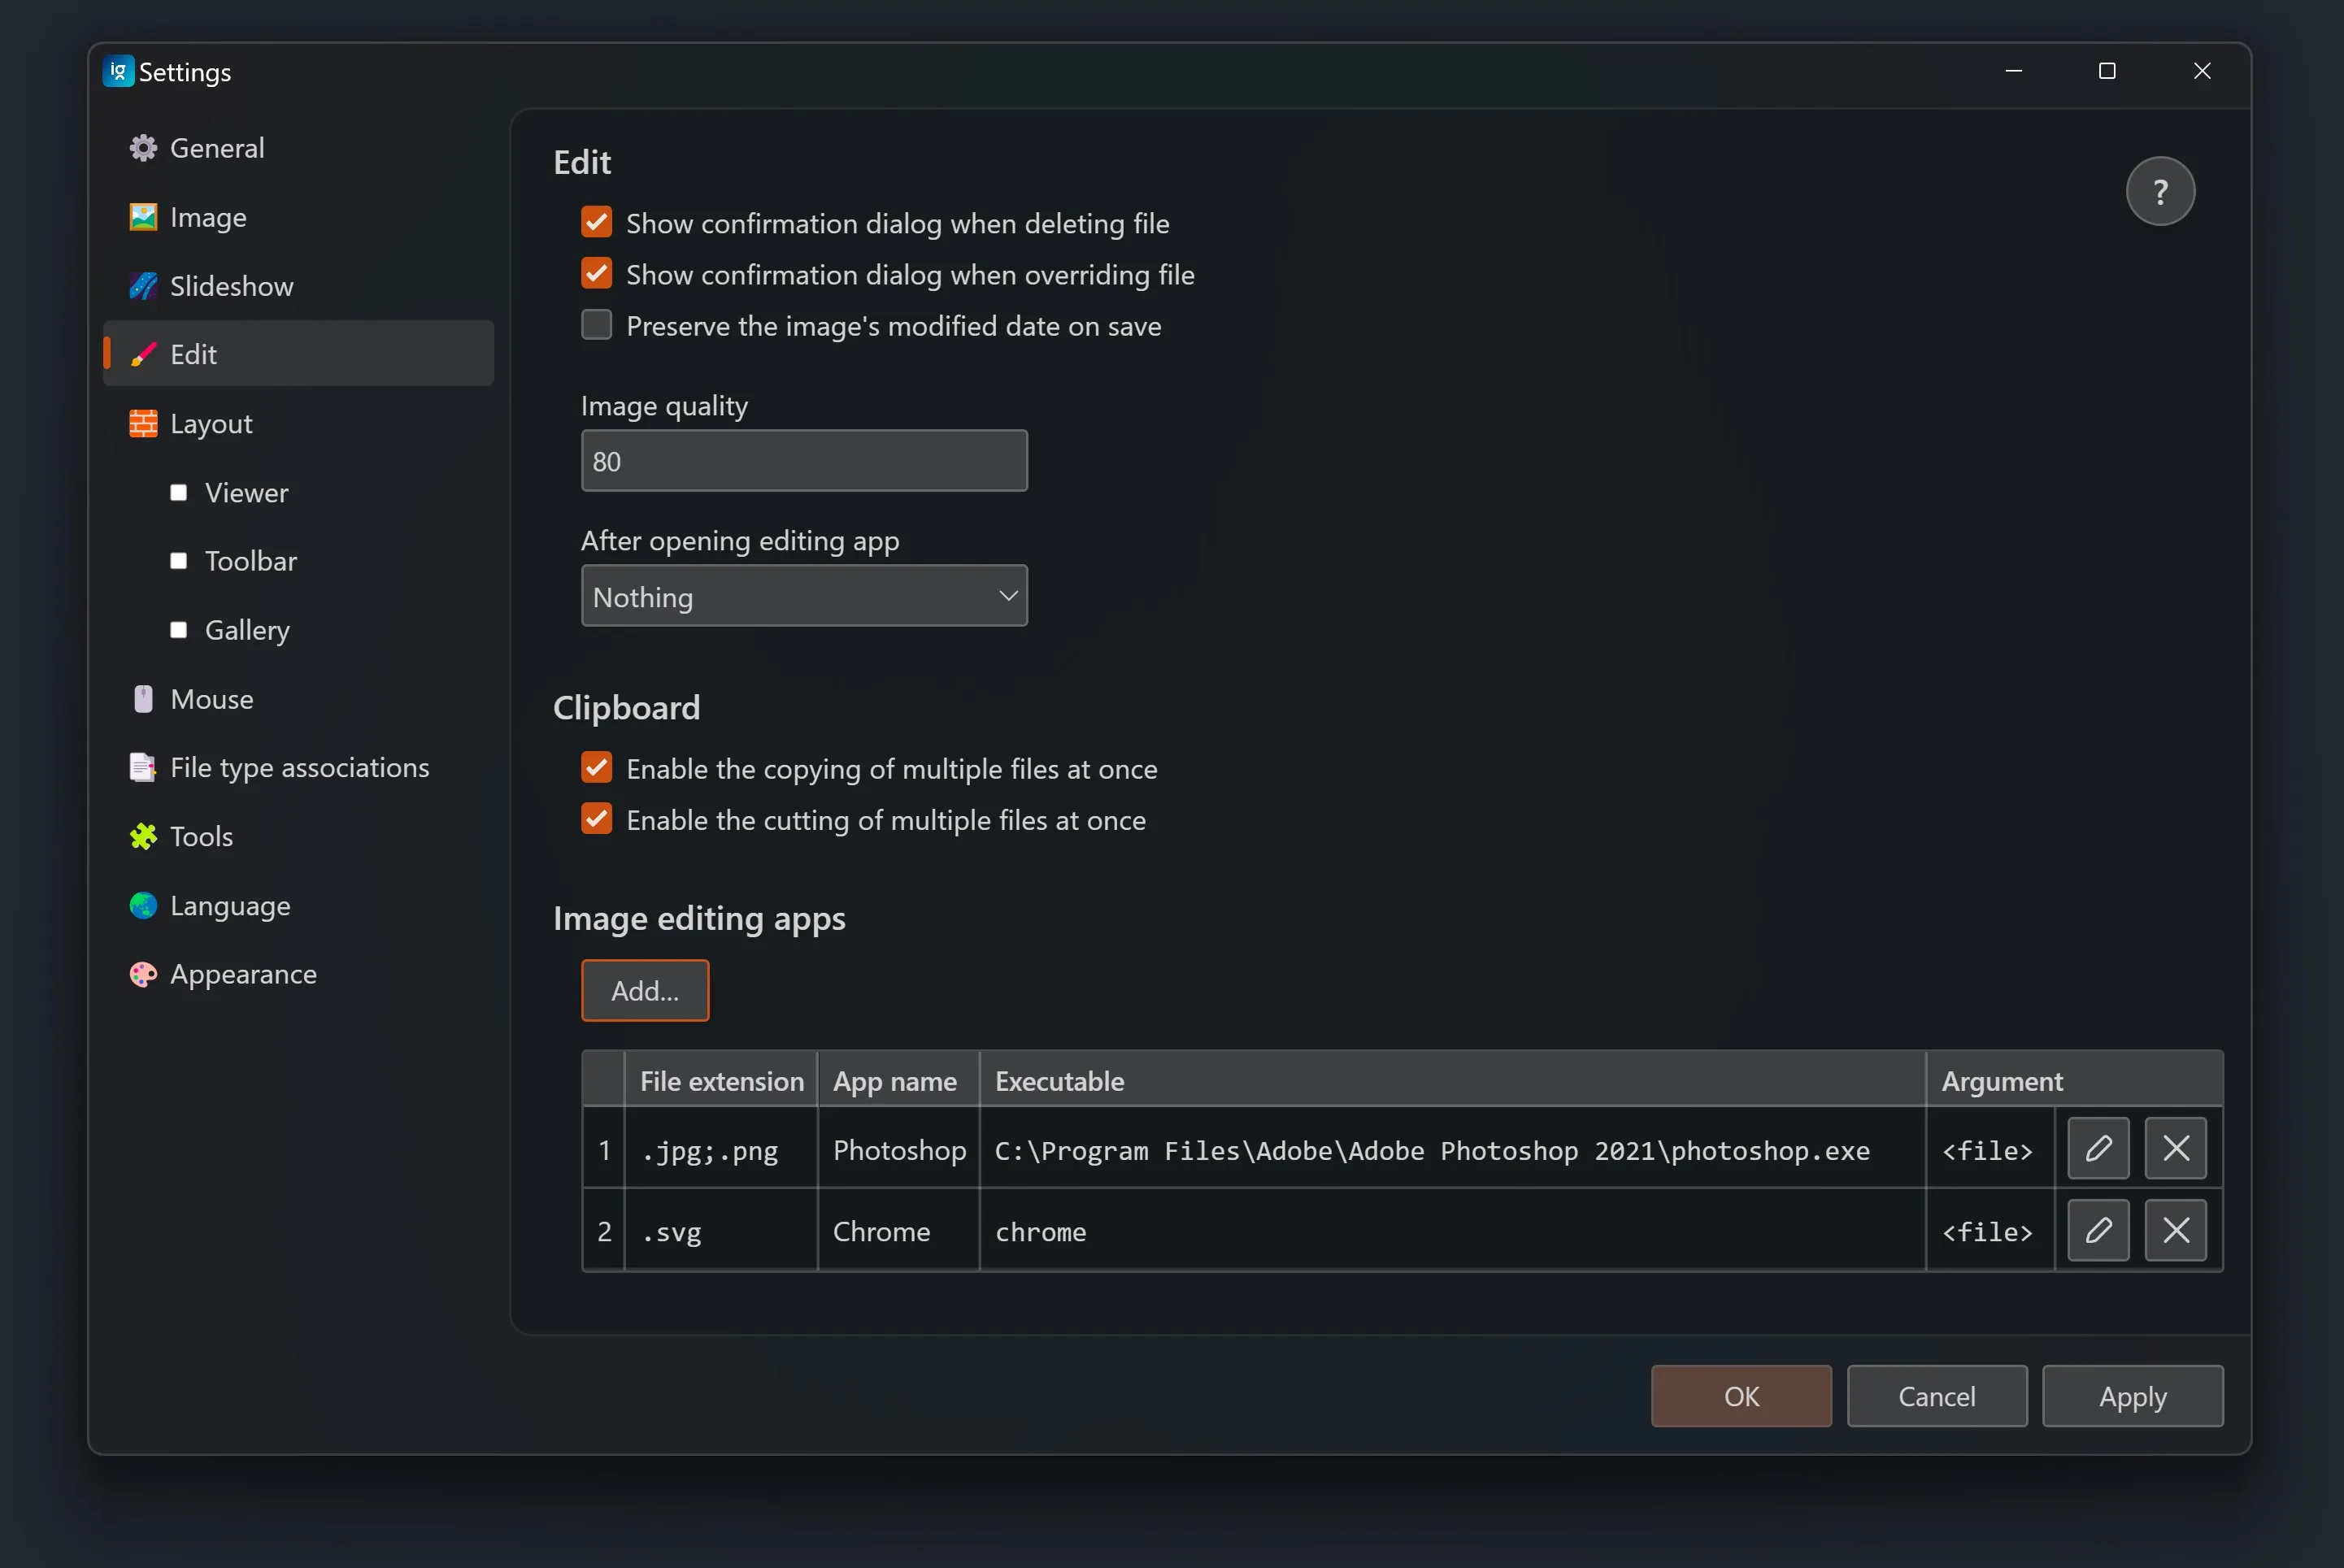 ig Settings
General
Image
Slideshow
Edit
Layout
Viewer
Toolbar
Gallery
Mouse
File type associations
Tools
Language
Appearance
Edit
?
Show confirmation dialog when deleting file
Show confirmation dialog when overriding file
Preserve the image's modified date on save
Image quality
80
After opening editing app
Nothing
Clipboard
Enable the copying of multiple files at once
Enable the cutting of multiple files at once
Image editing apps
Add...
File extension App name Executable Argument
1 .jpg;.png Photoshop C:\Program Files\Adobe\Adobe Photoshop 2021\photoshop.exe <file>
2 .svg Chrome chrome <file>
OK Cancel Apply